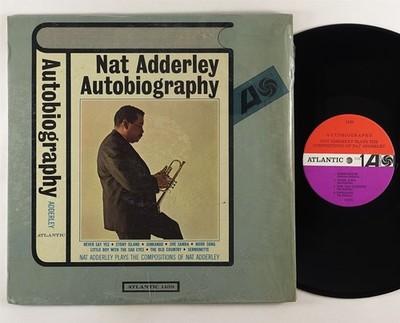 Autobiography
ADDERLEY
ATLANTIC
Nat Adderley
Autobiography
NEVER SAY YES • STONY ISLAND • JUNKANOO • JIVE SAMBA • WORK SONG
LITTLE BOY WITH THE SAD EYES • THE OLD COUNTRY • SERMONETTE
NAT ADDERLEY PLAYS THE COMPOSITIONS OF NAT ADDERLEY
ATLANTIC 1439
AUTOBIOGRAPHY
NAT ADDERLEY PLAYS THE
COMPOSITIONS OF NAT ADDERLEY
ATLANTIC